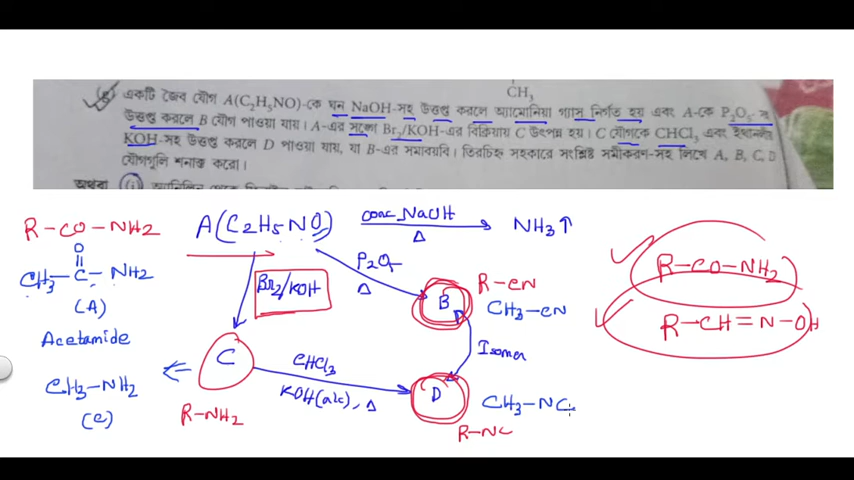 CH₃
একটি জৈব যৌগ A(C₂H₅NO)-কে ঘন NaOH-সহ উত্তপ্ত করলে অ্যামোনিয়া গ্যাস নির্গত হয় এবং A-কে P₂O₅ সহ
উত্তপ্ত করলে B যৌগ পাওয়া যায়। A-এর সঙ্গে Br₂/KOH-এর বিক্রিয়ায় C উৎপন্ন হয়। C যৌগকে CHCl₃ এবং ইথানলীয়
KOH-সহ উত্তপ্ত করলে D পাওয়া যায়, যা B-এর সমাবয়বী। তিরচিহ্ন সহকারে সংশ্লিষ্ট সমীকরণ-সহ লিখে A, B, C, D
যৌগগুলি শনাক্ত করো।
অথবা (i)
R-CO-NH2
A(C2H5NO)
conc NaOH
Δ
NH3↑
O
CH3-C-NH2
(A)
Acetamide
Br2/KOH
P2O5
Δ
B
R-CN
CH3-CN
Isomer
R-CO-NH2
R-CH=N-OH
C
CH3-NH2
(C)
R-NH2
CHCl3
KOH(alc), Δ
D
CH3-NC
R-NC